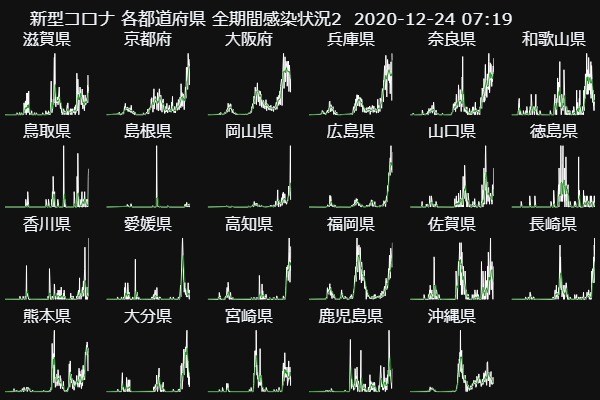 新型コロナ 各都道府県 全期間感染状況2 2020-12-24 07:19
滋賀県 京都府 大阪府 兵庫県 奈良県 和歌山県
鳥取県 島根県 岡山県 広島県 山口県 徳島県
香川県 愛媛県 高知県 福岡県 佐賀県 長崎県
熊本県 大分県 宮崎県 鹿児島県 沖縄県